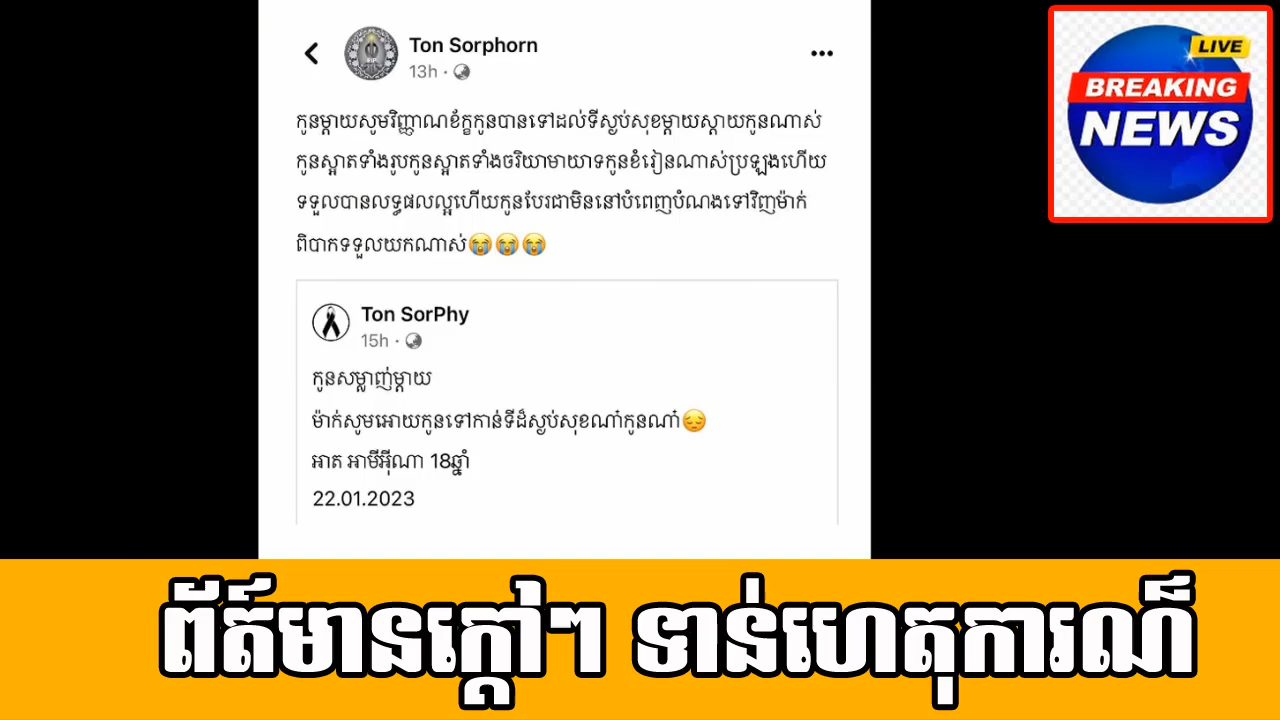 Ton Sorphorn
13h
កូនម្ដាយសូមវិញ្ញាណខ័ក្ខកូនបានទៅដល់ទីស្ងប់សុខម្ដាយស្ដាយកូនណាស់
កូនស្អាតទាំងរូបកូនស្អាតទាំងចរិយាមាយាទកូនខំរៀនណាស់ប្រឡងហើយ
ទទួលបានលទ្ធផលល្អហើយកូនបែរជាមិននៅបំពេញបំណងទៅវិញម៉ាក់
ពិបាកទទួលយកណាស់😭😭😭
Ton SorPhy
15h
កូនសម្លាញ់ម្ដាយ
ម៉ាក់សូមអោយកូនទៅកាន់ទីដ៏ស្ងប់សុខណា៎កូនណា៎😔
អាត អាមីអ៊ីណា 18ឆ្នាំ
22.01.2023
LIVE
BREAKING
NEWS
ព័ត៍មានក្ដៅៗ ទាន់ហេតុការណ៍